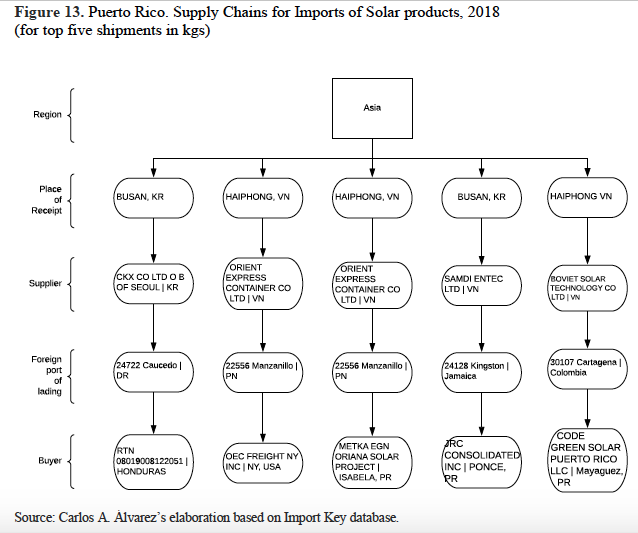 Figure 13. Puerto Rico. Supply Chains for Imports of Solar products, 2018
(for top five shipments in kgs)
Region
Asia
Place
of
Receipt
BUSAN, KR
HAIPHONG, VN
HAIPHONG, VN
BUSAN, KR
HAIPHONG VN
Supplier
CKX CO LTD O B
OF SEOUL | KR
ORIENT
EXPRESS
CONTAINER CO
LTD | VN
ORIENT
EXPRESS
CONTAINER CO
LTD | VN
SAMDI ENTEC
LTD | VN
BOVIET SOLAR
TECHNOLOGY CO
LTD | VN
Foreign
port
of
lading
24722 Caucedo |
DR
22556 Manzanillo |
PN
22556 Manzanillo |
PN
24128 Kingston |
Jamaica
30107 Cartagena |
Colombia
Buyer
RTN
08019008122051 |
HONDURAS
OEC FREIGHT NY
INC | NY, USA
METKA EGN
ORIANA SOLAR
PROJECT |
ISABELA, PR
JRC
CONSOLIDATED
INC | PONCE,
PR
CODE
GREEN SOLAR
PUERTO RICO
LLC | Mayaguez,
PR
Source: Carlos A. Álvarez’s elaboration based on Import Key database.